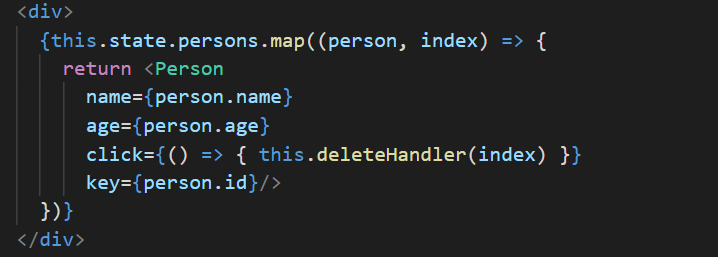 <div>
{this.state.persons.map((person, index) => {
return <Person
name={person.name}
age={person.age}
click={() => { this.deleteHandler(index) }}
key={person.id}/>
})}
</div>